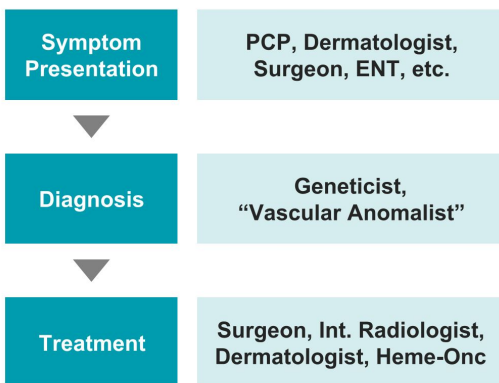 Symptom
Presentation
PCP, Dermatologist,
Surgeon, ENT, etc.
Diagnosis
Geneticist,
“Vascular Anomalist”
Treatment
Surgeon, Int. Radiologist,
Dermatologist, Heme-Onc